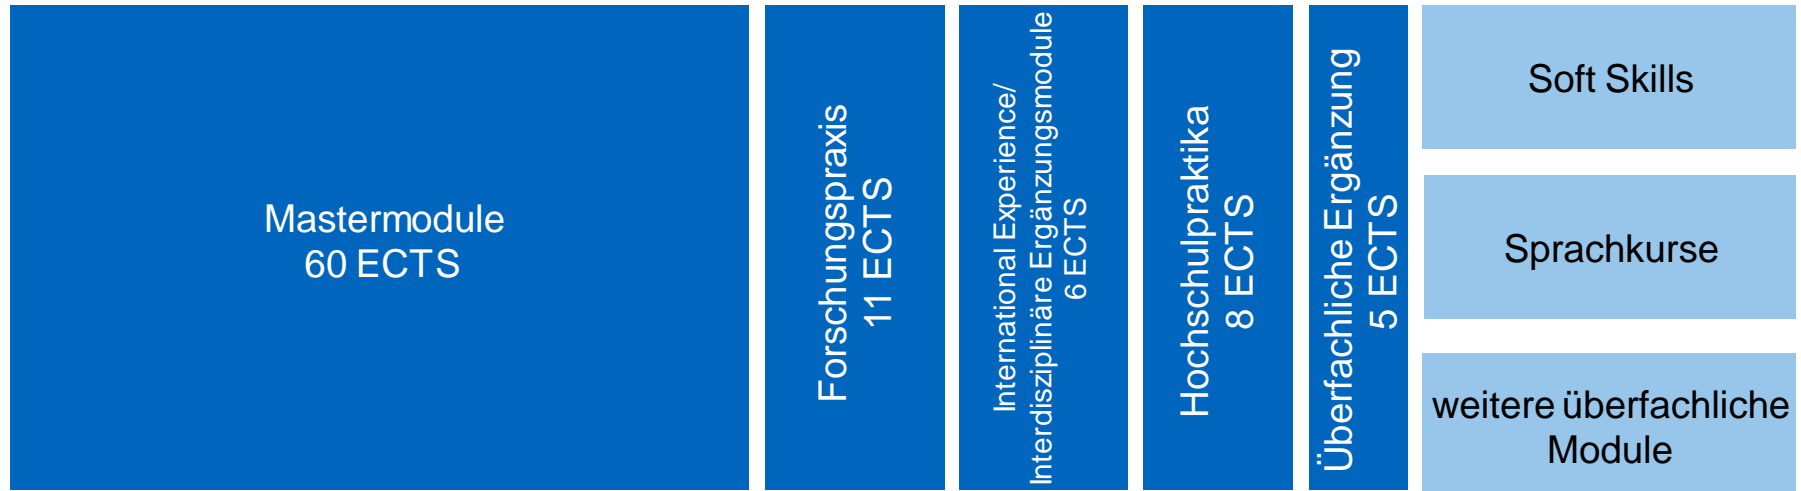 Mastermodule
60 ECTS
Forschungspraxis
11 ECTS
International Experience/
Interdisziplinäre Ergänzungsmodule
6 ECTS
Hochschulpraktika
8 ECTS
Überfachliche Ergänzung
5 ECTS
Soft Skills
Sprachkurse
weitere überfachliche
Module